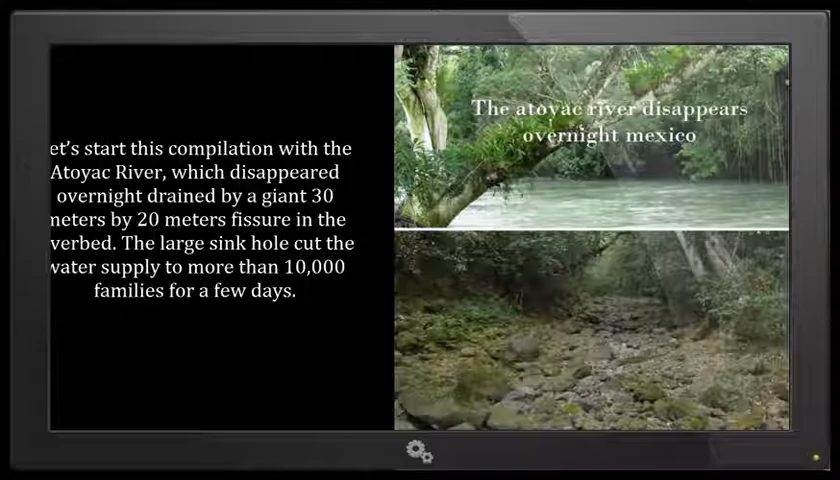 et's start this compilation with the
Atoyac River, which disappeared
overnight drained by a giant 30
meters by 20 meters fissure in the
verbed. The large sink hole cut the
water supply to more than 10,000
families for a few days.
The atoyac river disappears
overnight mexico